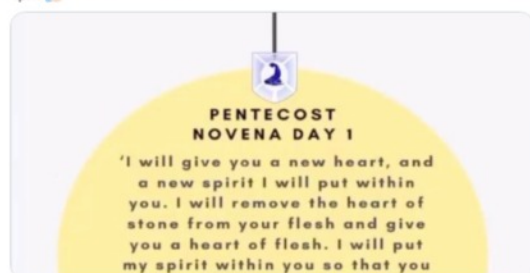 PENTECOST
NOVENA DAY 1
'I will give you a new heart, and
a new spirit I will put within
you. I will remove the heart of
stone from your flesh and give
you a heart of flesh. I will put
my spirit within you so that you